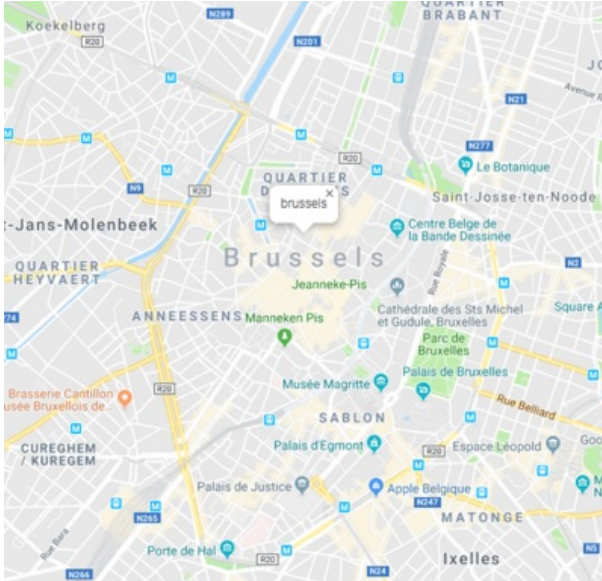 QUARTIER
BRABANT
N289
Koekelberg
R20
N201
N21
N277
R20
Le Botanique
N9
R20
QUARTIER
brussels
Saint-Josse-ten-Noode
t-Jans-Molenbeek
Centre Belge de
la Bande Dessinée
Brussels
Rue Royale
QUARTIER
HEYVAERT
N2
Jeanneke-Pis
Cathédrale des Sts Michel
et Gudule, Bruxelles
Square A
ANNEESSENS
Manneken Pis
Parc de
Bruxelles
Palais de Bruxelles
Musée Magritte
R20
Brasserie Cantillon
usée Bruxellois de...
Rue Belliard
SABLON
CUREGHEM
/ KUREGEM
Palais d'Egmont
R20
Espace Léopold
Goo
Palais de Justice
Apple Belgique
N247
N265
MATONGE
Rue Bara
Porte de Hal
R20
Ixelles
N5
N266
N24